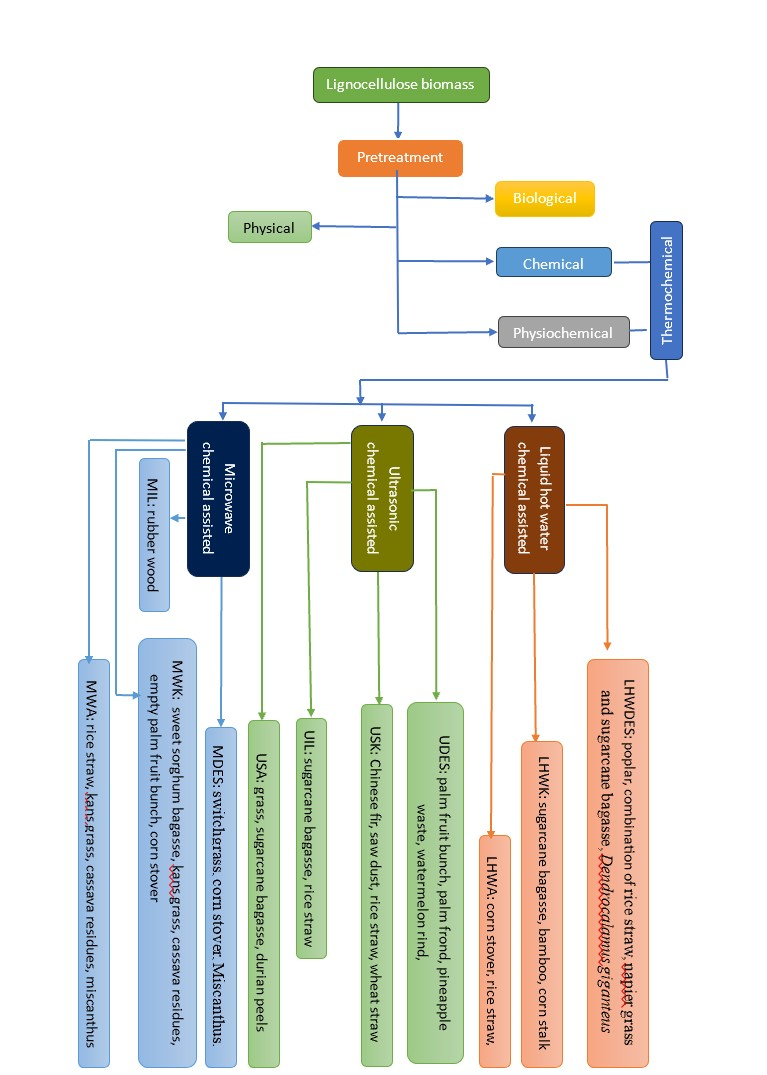 Lignocellulose biomass
Pretreatment
Biological
Physical
Chemical
Physiochemical
Thermochemical
Microwave
chemical assisted
Ultrasonic
chemical assisted
Liquid hot water
chemical assisted
MIL: rubber wood
MWA: rice straw, kans grass, cassava residues, miscanthus
MWK: sweet sorghum bagasse, kans grass, cassava residues,
empty palm fruit bunch, corn stover
MDES: switchgrass. corn stover. Miscanthus.
USA: grass, sugarcane bagasse, durian peels
UIL: sugarcane bagasse, rice straw
USK: Chinese fir, saw dust, rice straw, wheat straw
UDES: palm fruit bunch, palm frond, pineapple
waste, watermelon rind,
LHWA: corn stover, rice straw,
LHWK: sugarcane bagasse, bamboo, corn stalk
LHWDES: poplar, combination of rice straw, napier grass
and sugarcane bagasse, Dendrocalamus giganteus